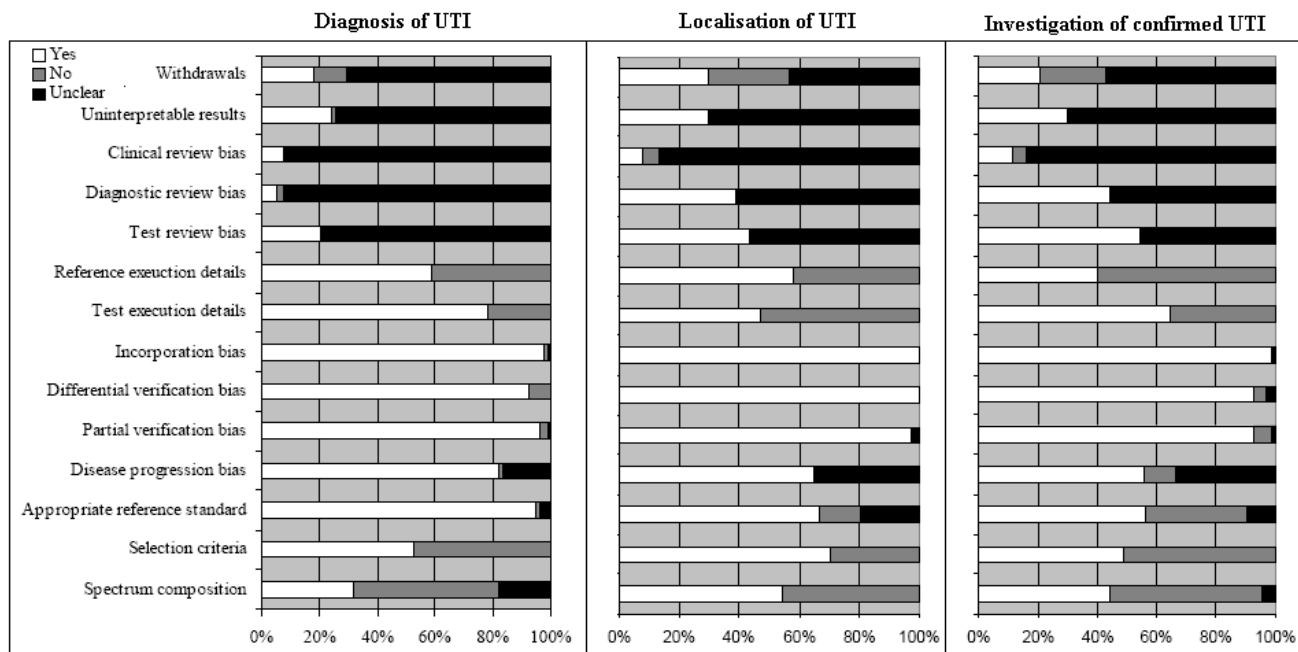 Diagnosis of UTI
Localisation of UTI
Investigation of confirmed UTI
Yes
No
Unclear
Withdrawals
Uninterpretable results
Clinical review bias
Diagnostic review bias
Test review bias
Reference exeuction details
Test execution details
Incorporation bias
Differential verification bias
Partial verification bias
Disease progression bias
Appropriate reference standard
Selection criteria
Spectrum composition
0% 20% 40% 60% 80% 100%
0% 20% 40% 60% 80% 100%
0% 20% 40% 60% 80% 100%